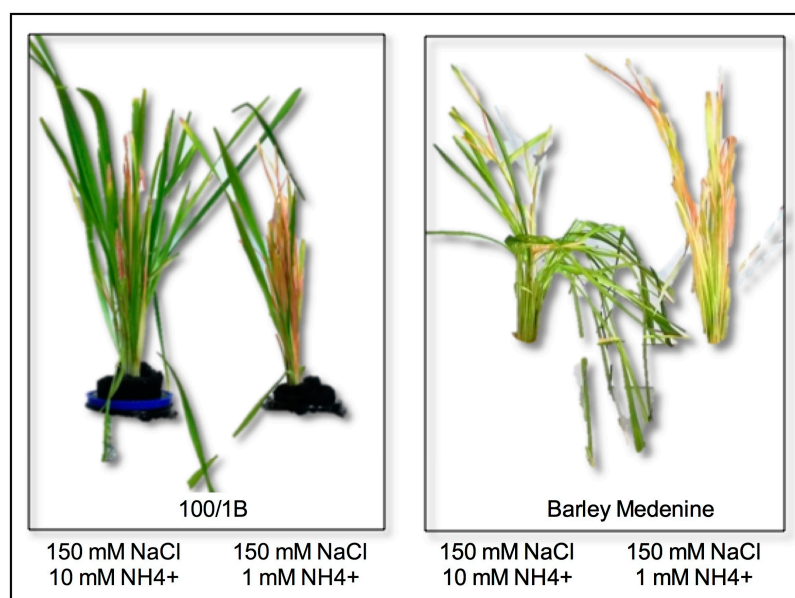 100/1B
150 mM NaCl
10 mM NH4+
150 mM NaCl
1 mM NH4+
Barley Medenine
150 mM NaCl
10 mM NH4+
150 mM NaCl
1 mM NH4+